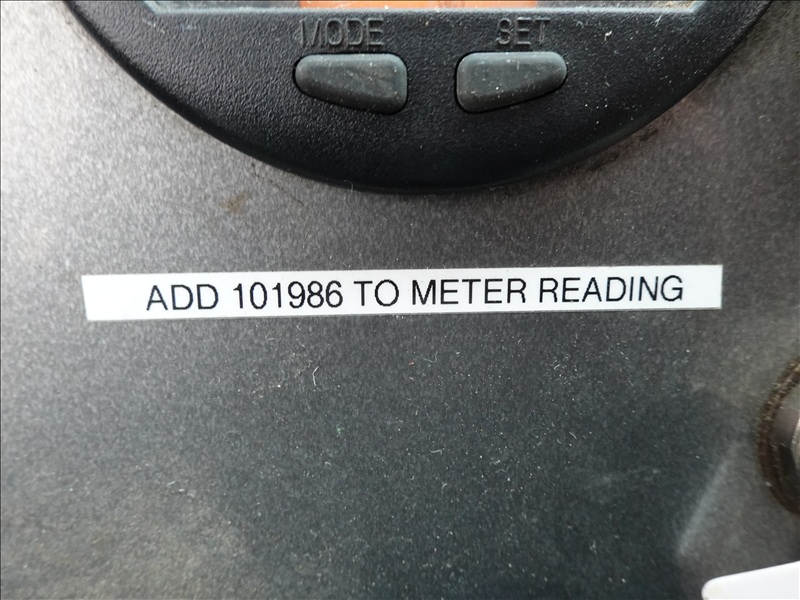 MODE SET
ADD 101986 TO METER READING